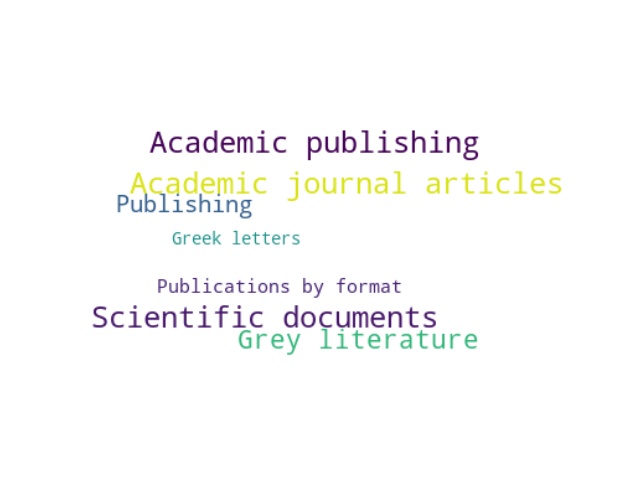 Academic publishing
Academic journal articles
Publishing
Greek letters
Publications by format
Scientific documents
Grey literature